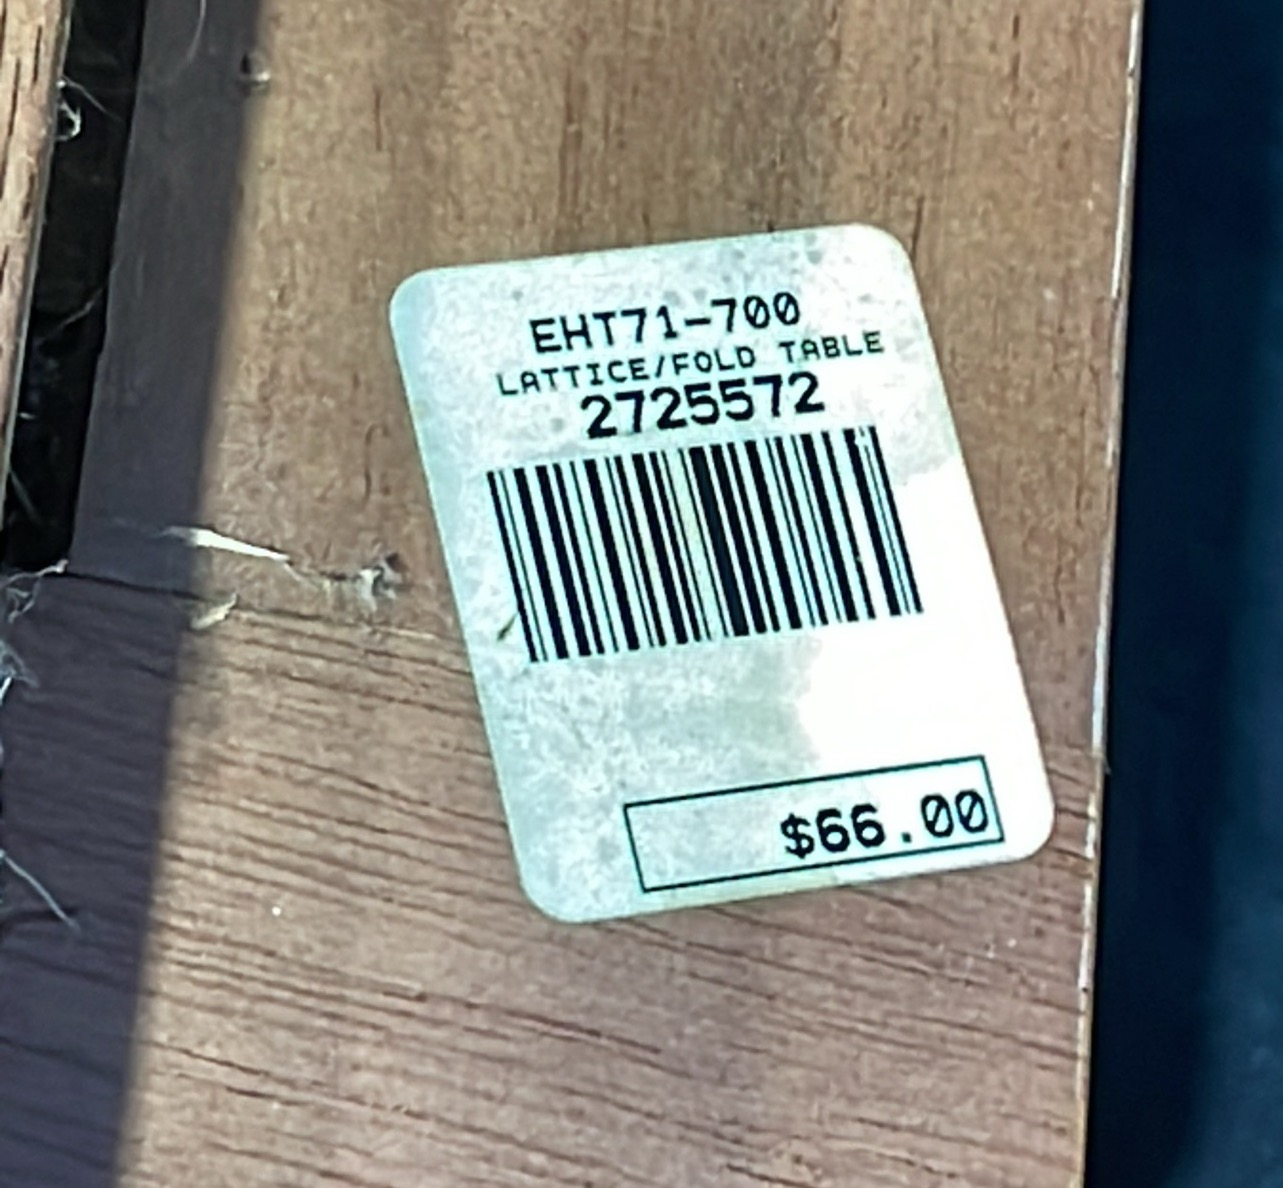 EHT71-700
LATTICE/FOLD TABLE
2725572
$66.00